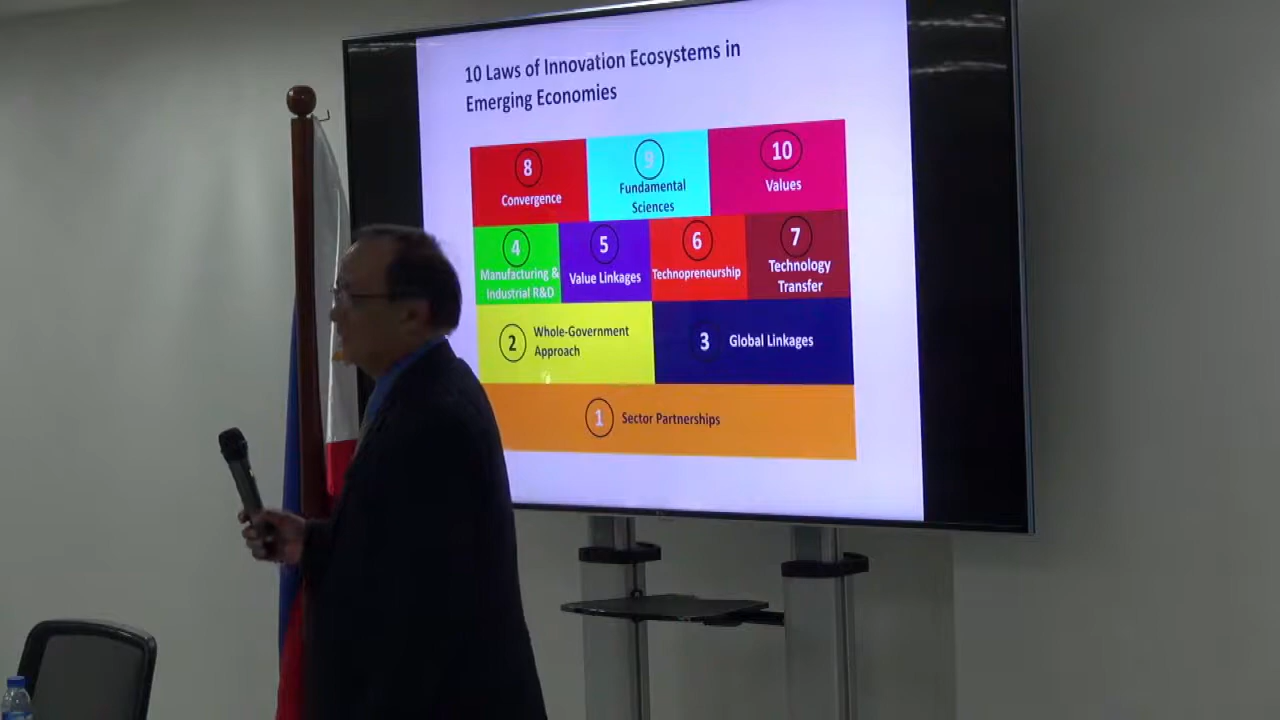 10 Laws of Innovation Ecosystems in
Emerging Economies
8
Convergence
9
Fundamental
Sciences
10
Values
4
Manufacturing &
Industrial R&D
5
Value Linkages
6
Technopreneurship
7
Technology
Transfer
2
Whole-Government
Approach
3
Global Linkages
1
Sector Partnerships